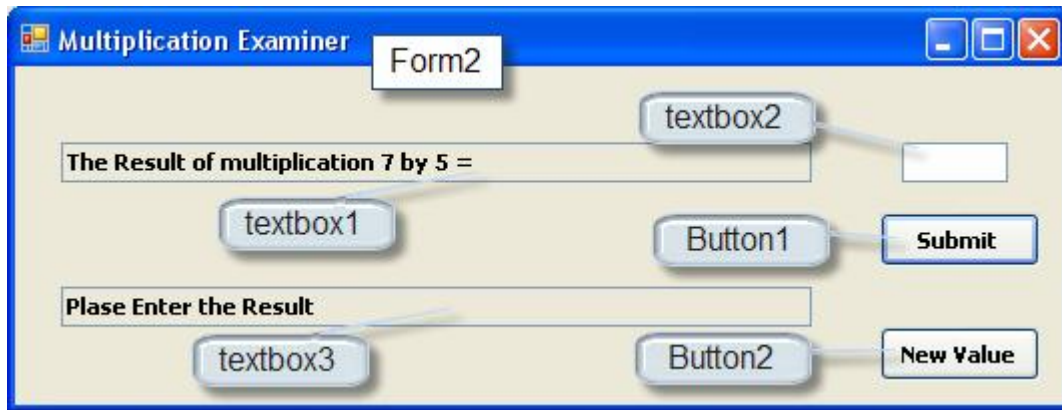 Multiplication Examiner
Form2
textbox2
The Result of multiplication 7 by 5 =
textbox1
Button1
Submit
Plase Enter the Result
textbox3
Button2
New Value